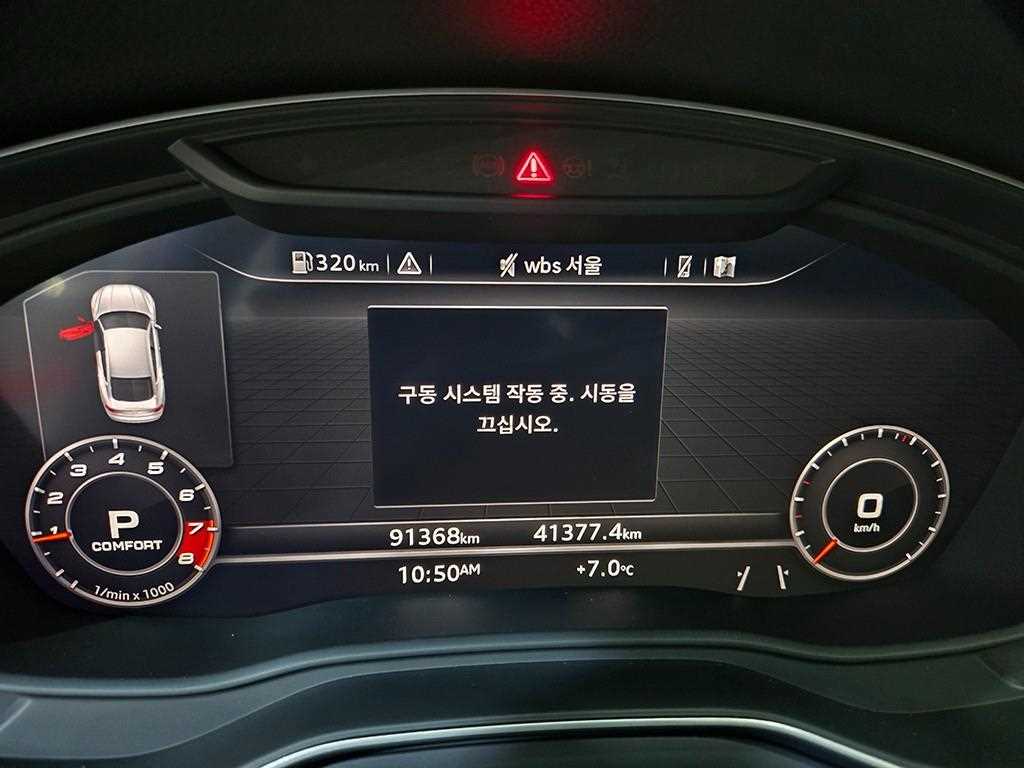 320 km
wbs 서울
구동 시스템 작동 중. 시동을
끄십시오.
1 2 3 4 5 6 7 8
P
COMFORT
1/min x 1000
0
km/h
91368km 41377.4km
10:50AM +7.0°C